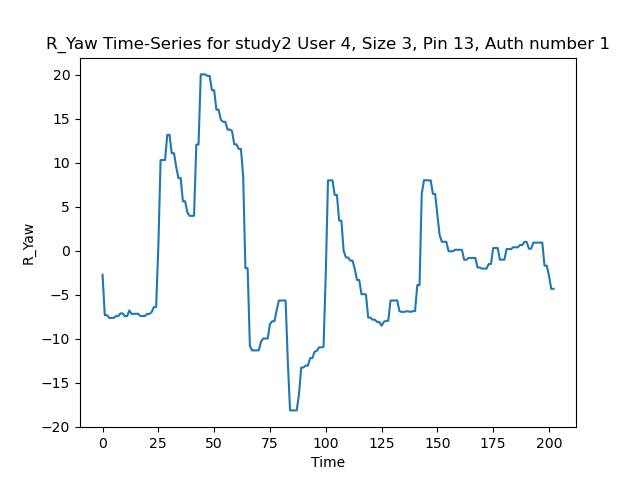 R_Yaw Time-Series for study2 User 4, Size 3, Pin 13, Auth number 1
20
15
10
5
0
−5
−10
−15
−20
R_Yaw
0 25 50 75 100 125 150 175 200
Time